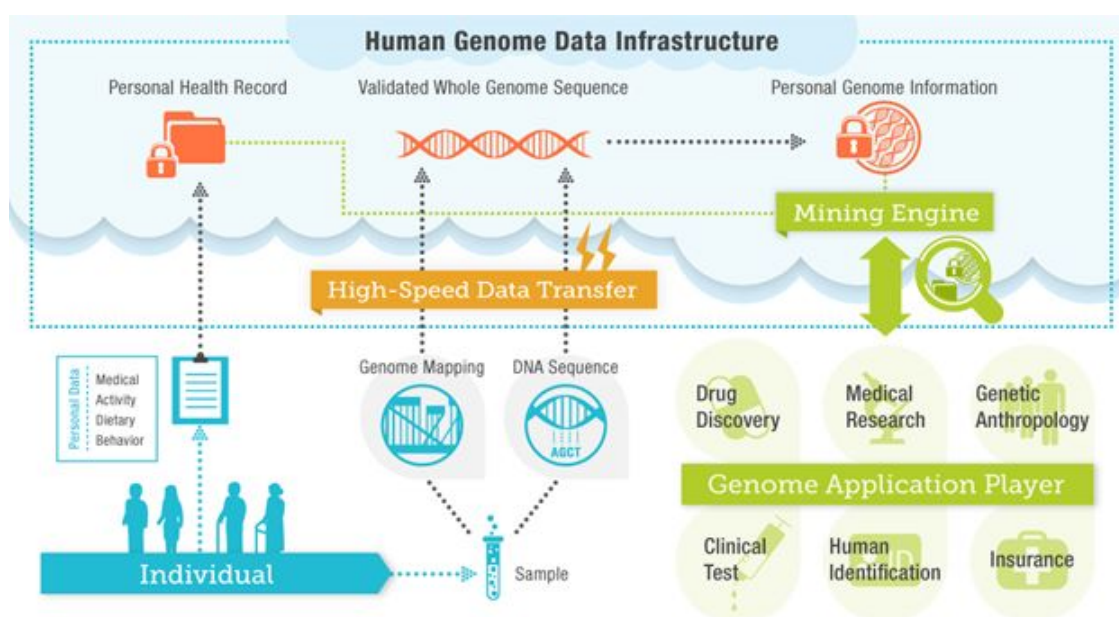 Human Genome Data Infrastructure
Personal Health Record
Validated Whole Genome Sequence
Personal Genome Information
Mining Engine
High-Speed Data Transfer
Personal Data
Medical
Activity
Dietary
Behavior
Genome Mapping
DNA Sequence
AGCT
Drug
Discovery
Medical
Research
Genetic
Anthropology
Genome Application Player
Individual
Sample
Clinical
Test
Human
Identification
ID
Insurance